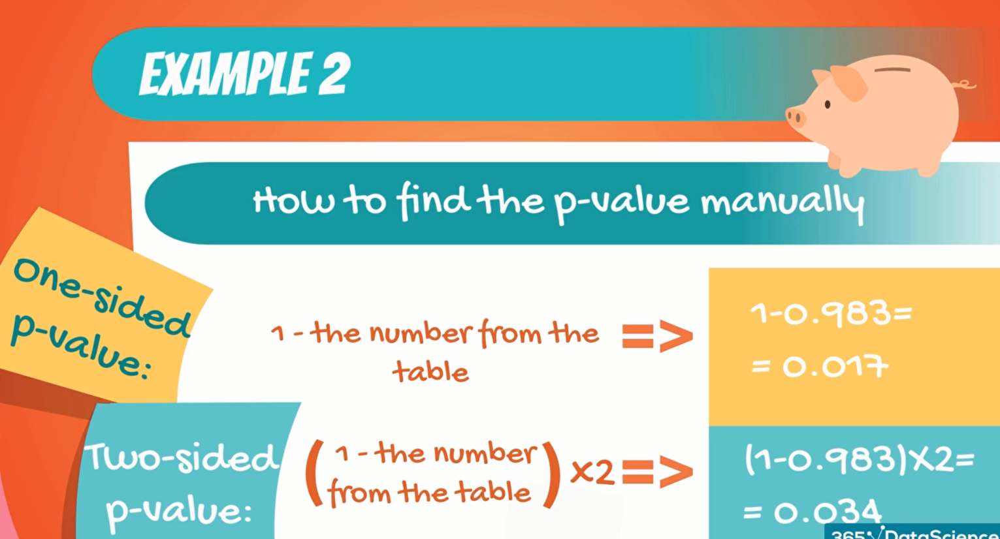 EXAMPLE 2
How to find the p-value manually
One-sided
p-value:
1 - the number from the
table
=>
1-0.983=
= 0.017
Two-sided
p-value:
( 1 - the number
from the table ) x2 =>
(1-0.983)X2=
= 0.034
365 DataScience